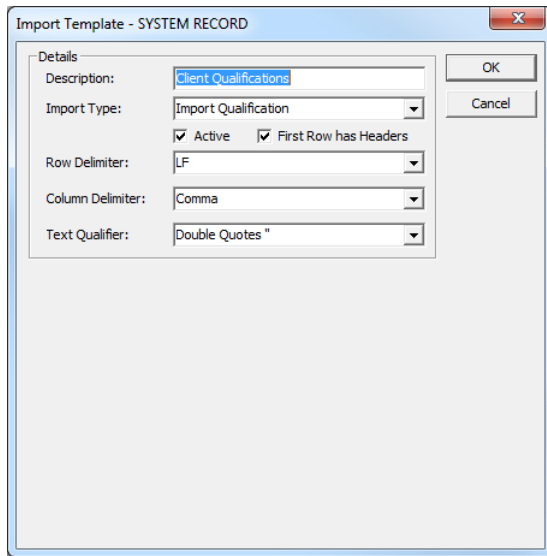 Import Template - SYSTEM RECORD
Details
Description: Client Qualifications
OK
Import Type: Import Qualification
Cancel
Active First Row has Headers
Row Delimiter: LF
Column Delimiter: Comma
Text Qualifier: Double Quotes "